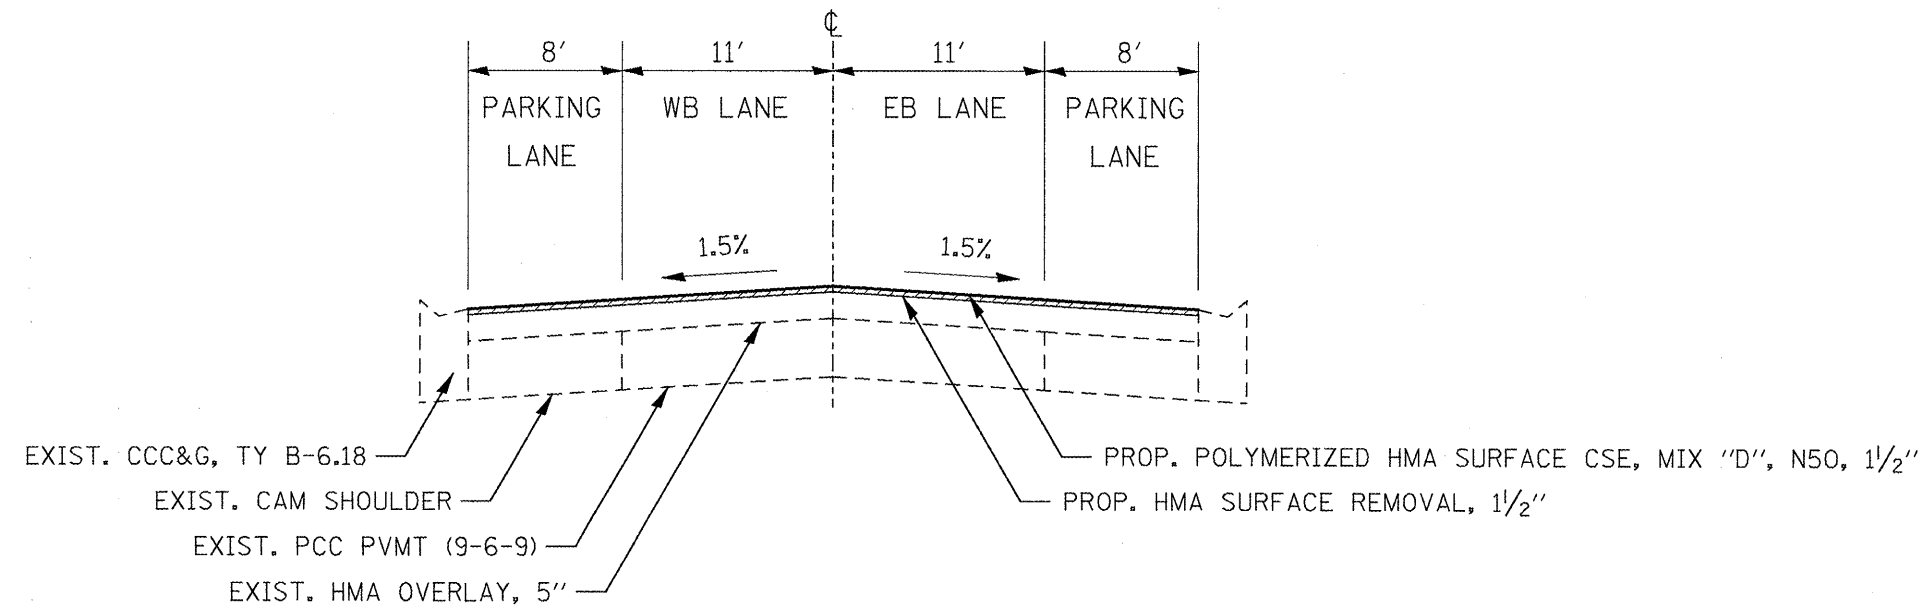 ℄
8' 11' 11' 8'
PARKING LANE
WB LANE
EB LANE
PARKING LANE
1.5% 1.5%
EXIST. CCC&G, TY B-6.18
EXIST. CAM SHOULDER
EXIST. PCC PVMT (9-6-9)
EXIST. HMA OVERLAY, 5"
PROP. POLYMERIZED HMA SURFACE CSE, MIX "D", N50, 1½"
PROP. HMA SURFACE REMOVAL, 1½"